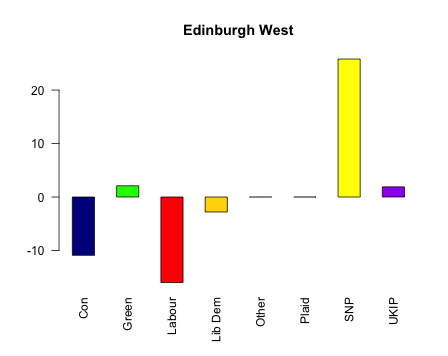 Edinburgh West
20
10
0
-10
Con
Green
Labour
Lib Dem
Other
Plaid
SNP
UKIP